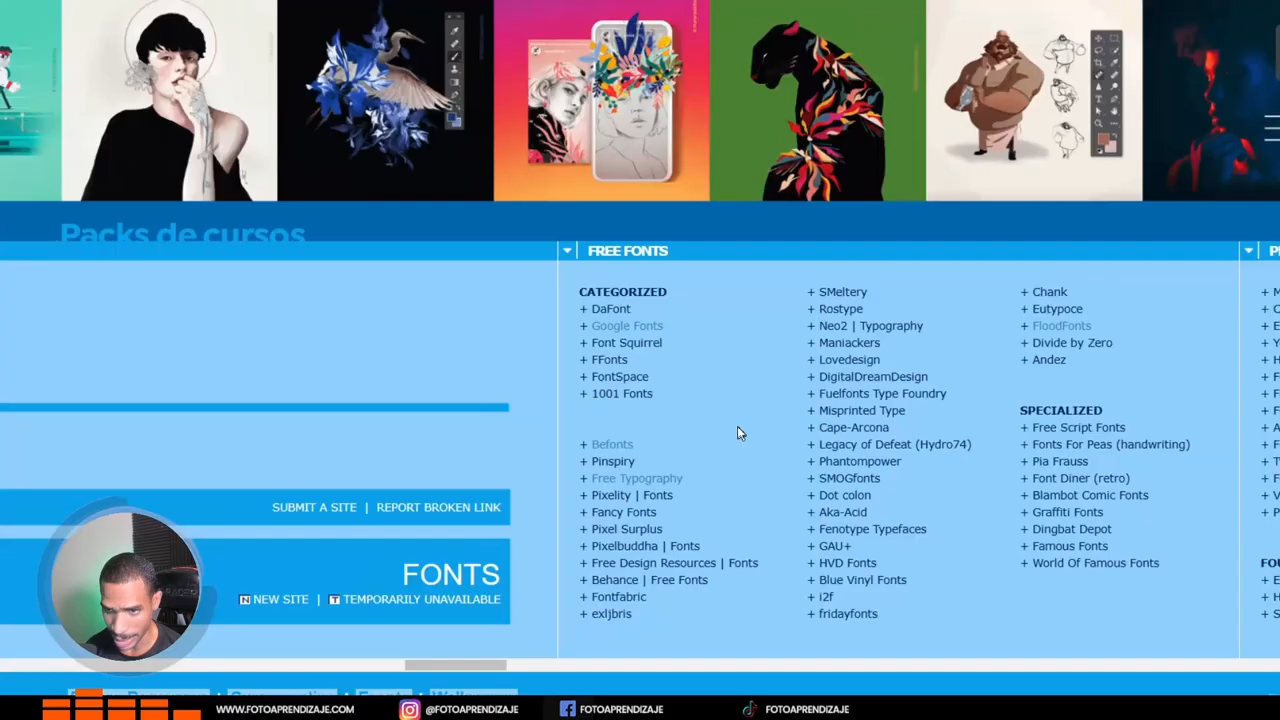 Packs de cursos
FREE FONTS
CATEGORIZED
+ DaFont
+ Google Fonts
+ Font Squirrel
+ FFonts
+ FontSpace
+ 1001 Fonts
+ Befonts
+ Pinspiry
+ Free Typography
+ Pixelity | Fonts
+ Fancy Fonts
+ Pixel Surplus
+ Pixelbuddha | Fonts
+ Free Design Resources | Fonts
+ Behance | Free Fonts
+ Fontfabric
+ exljbris
+ SMeltery
+ Rostype
+ Neo2 | Typography
+ Maniackers
+ Lovedesign
+ DigitalDreamDesign
+ Fuelfonts Type Foundry
+ Misprinted Type
+ Cape-Arcona
+ Legacy of Defeat (Hydro74)
+ Phantompower
+ SMOGfonts
+ Dot colon
+ Aka-Acid
+ Fenotype Typefaces
+ GAU+
+ HVD Fonts
+ Blue Vinyl Fonts
+ i2f
+ fridayfonts
+ Chank
+ Eutypoce
+ FloodFonts
+ Divide by Zero
+ Andez
SPECIALIZED
+ Free Script Fonts
+ Fonts For Peas (handwriting)
+ Pia Frauss
+ Font Diner (retro)
+ Blambot Comic Fonts
+ Graffiti Fonts
+ Dingbat Depot
+ Famous Fonts
+ World Of Famous Fonts
SUBMIT A SITE | REPORT BROKEN LINK
FONTS
N NEW SITE | T TEMPORARILY UNAVAILABLE
WWW.FOTOAPRENDIZAJE.COM
@FOTOAPRENDIZAJE
FOTOAPRENDIZAJE
FOTOAPRENDIZAJE